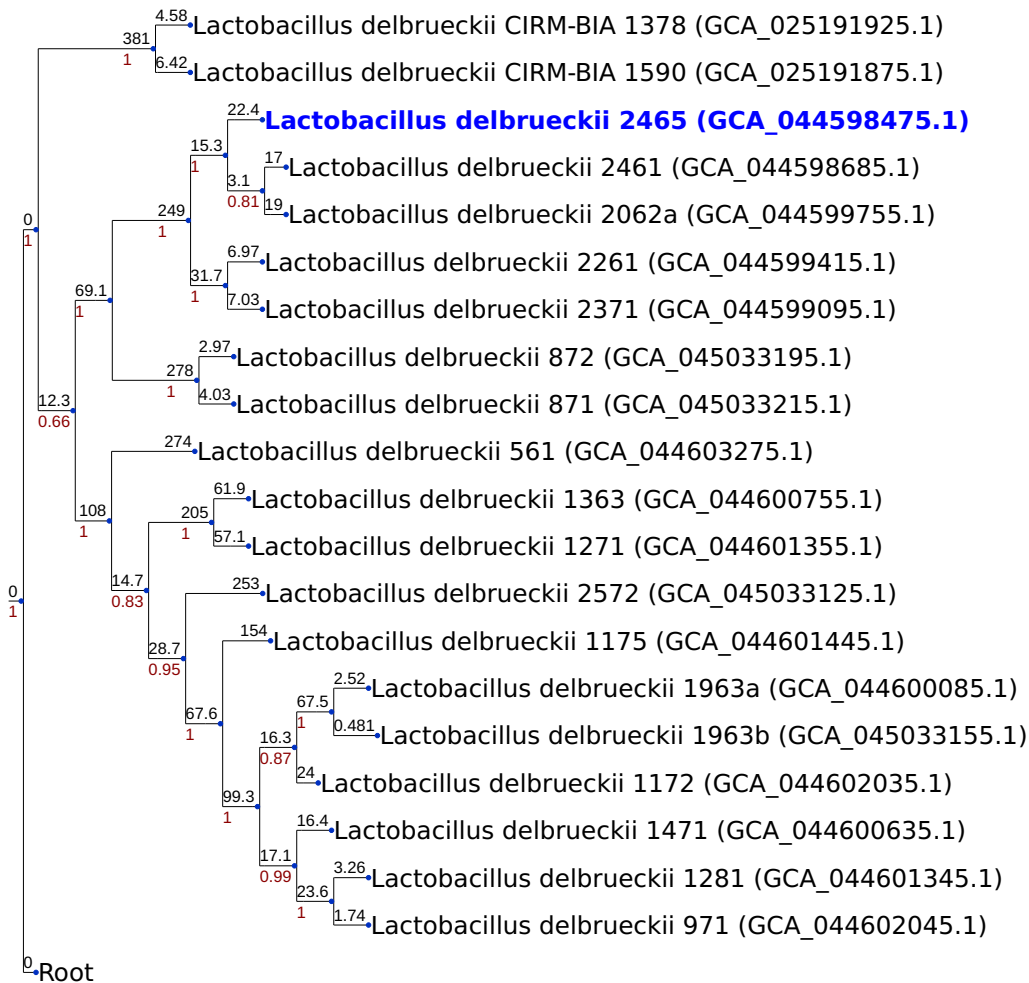 4.58
Lactobacillus delbrueckii CIRM-BIA 1378 (GCA_025191925.1)
381
1
6.42
Lactobacillus delbrueckii CIRM-BIA 1590 (GCA_025191875.1)
22.4
Lactobacillus delbrueckii 2465 (GCA_044598475.1)
15.3
1
17
Lactobacillus delbrueckii 2461 (GCA_044598685.1)
3.1
0.81
19
Lactobacillus delbrueckii 2062a (GCA_044599755.1)
0
1
249
1
6.97
Lactobacillus delbrueckii 2261 (GCA_044599415.1)
31.7
1
7.03
Lactobacillus delbrueckii 2371 (GCA_044599095.1)
69.1
1
2.97
Lactobacillus delbrueckii 872 (GCA_045033195.1)
278
1
4.03
Lactobacillus delbrueckii 871 (GCA_045033215.1)
12.3
0.66
274
Lactobacillus delbrueckii 561 (GCA_044603275.1)
61.9
Lactobacillus delbrueckii 1363 (GCA_044600755.1)
108
1
205
1
57.1
Lactobacillus delbrueckii 1271 (GCA_044601355.1)
0
1
14.7
0.83
253
Lactobacillus delbrueckii 2572 (GCA_045033125.1)
28.7
0.95
154
Lactobacillus delbrueckii 1175 (GCA_044601445.1)
2.52
Lactobacillus delbrueckii 1963a (GCA_044600085.1)
67.5
1
0.481
Lactobacillus delbrueckii 1963b (GCA_045033155.1)
67.6
1
16.3
0.87
24
Lactobacillus delbrueckii 1172 (GCA_044602035.1)
99.3
1
16.4
Lactobacillus delbrueckii 1471 (GCA_044600635.1)
17.1
0.99
3.26
Lactobacillus delbrueckii 1281 (GCA_044601345.1)
23.6
1
1.74
Lactobacillus delbrueckii 971 (GCA_044602045.1)
0
Root